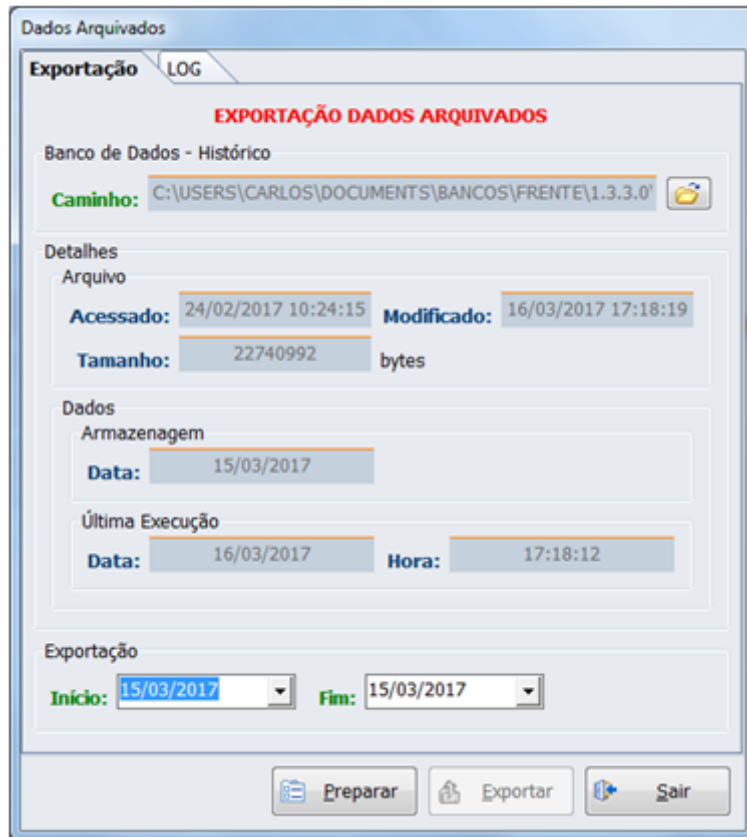 Dados Arquivados
Exportação LOG
EXPORTAÇÃO DADOS ARQUIVADOS
Banco de Dados - Histórico
Caminho: C:\USERS\CARLOS\DOCUMENTS\BANCOS\FRENTE\1.3.3.0
Detalhes
Arquivo
Acessado: 24/02/2017 10:24:15 Modificado: 16/03/2017 17:18:19
Tamanho: 22740992 bytes
Dados
Armazenagem
Data: 15/03/2017
Última Execução
Data: 16/03/2017 Hora: 17:18:12
Exportação
Início: 15/03/2017 Fim: 15/03/2017
Preparar Exportar Sair